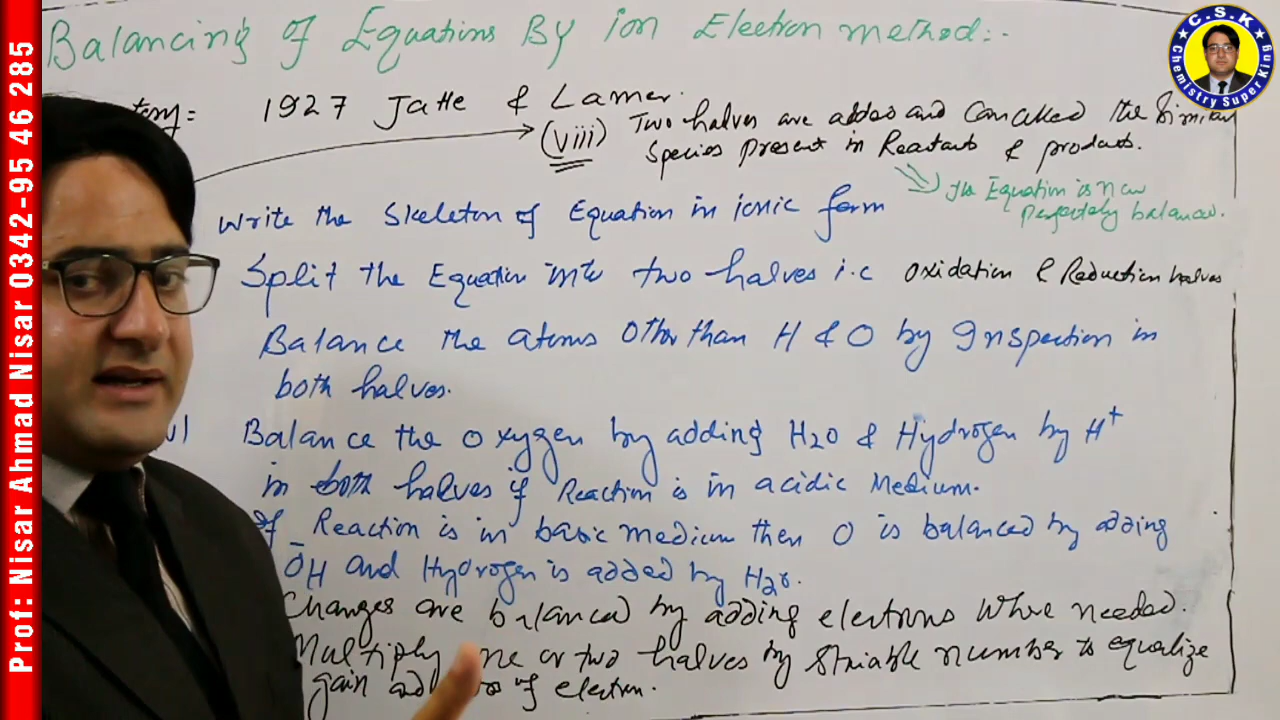 Balancing of Equations By ion Electron method:-
tory= 1927 Jatte & Lamer.
(viii) Two halves are added and Cancelled the Similar
Species present in Reactants & products.
The Equation is now
perfectely balanced.
Write the Skeleton of Equation in ionic form
Split the Equation into two halves i.e Oxidation & Reduction halves
Balance the atoms Other than H & O by Inspection in
both halves.
Balance the Oxygen by adding H2O & Hydrogen by H+
in both halves if Reaction is in acidic Medium.
If Reaction is in basic medium then O is balanced by adding
ŌH and Hydrogen is added by H2O.
Changes are balanced by adding electrons Where needed.
Multiply one or two halves by number to equalize
gain and of electron.
Prof: Nisar Ahmad Nisar 0342-95 46 285
C.S.K
Chemistry Super King